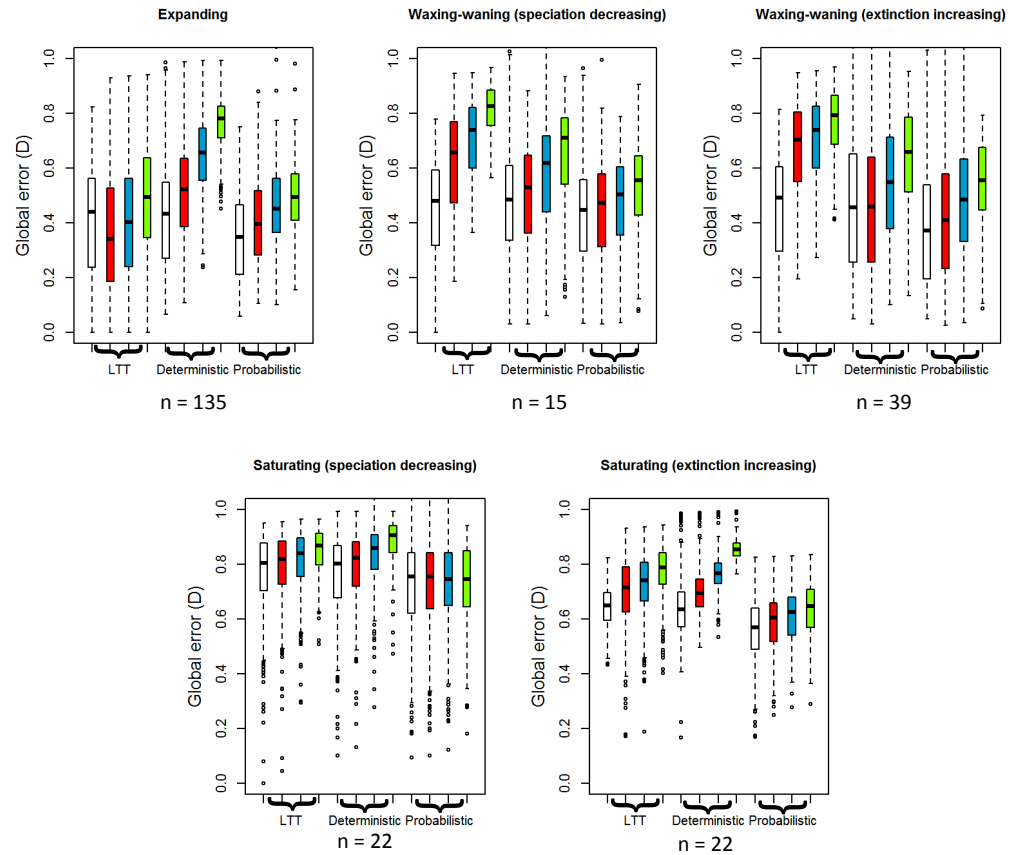 Expanding
Global error (D)
0.0 0.2 0.4 0.6 0.8 1.0
LTT Deterministic Probabilistic
n = 135
Waxing-waning (speciation decreasing)
Global error (D)
0.0 0.2 0.4 0.6 0.8 1.0
LTT Deterministic Probabilistic
n = 15
Waxing-waning (extinction increasing)
Global error (D)
0.0 0.2 0.4 0.6 0.8 1.0
LTT Deterministic Probabilistic
n = 39
Saturating (speciation decreasing)
Global error (D)
0.0 0.2 0.4 0.6 0.8 1.0
LTT Deterministic Probabilistic
n = 22
Saturating (extinction increasing)
Global error (D)
0.0 0.2 0.4 0.6 0.8 1.0
LTT Deterministic Probabilistic
n = 22